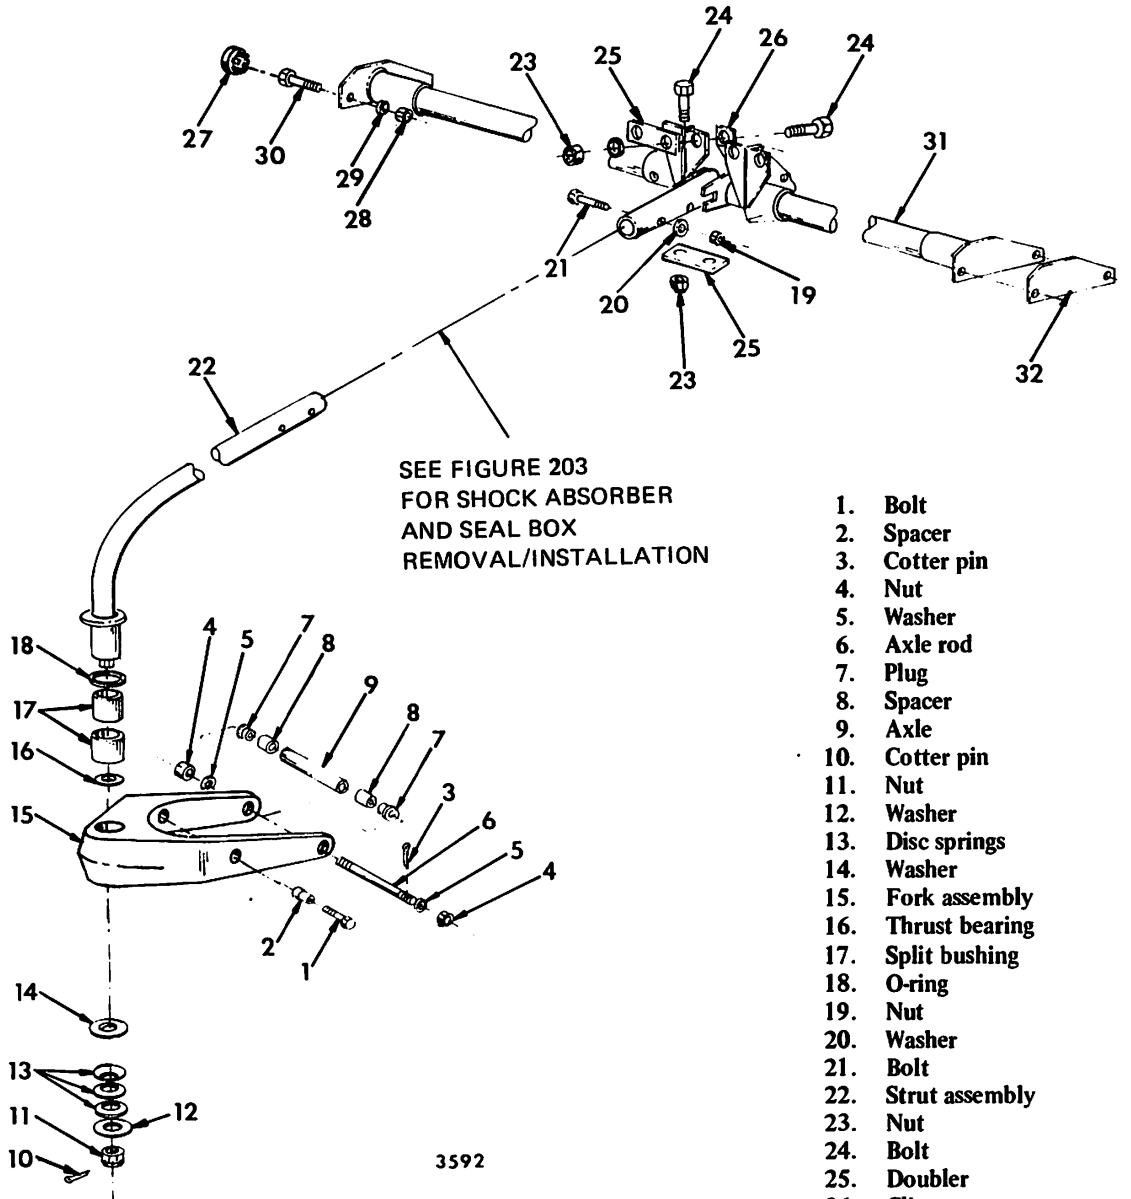 24
26
24
23
25
27
30
29
28
31
21
20
19
25
23
32
22
SEE FIGURE 203
FOR SHOCK ABSORBER
AND SEAL BOX
REMOVAL/INSTALLATION
18
4
5
7
8
9
8
7
17
16
3
15
6
5
4
2
1
14
13
12
11
10
3592
1. Bolt
2. Spacer
3. Cotter pin
4. Nut
5. Washer
6. Axle rod
7. Plug
8. Spacer
9. Axle
10. Cotter pin
11. Nut
12. Washer
13. Disc springs
14. Washer
15. Fork assembly
16. Thrust bearing
17. Split bushing
18. O-ring
19. Nut
20. Washer
21. Bolt
22. Strut assembly
23. Nut
24. Bolt
25. Doubler